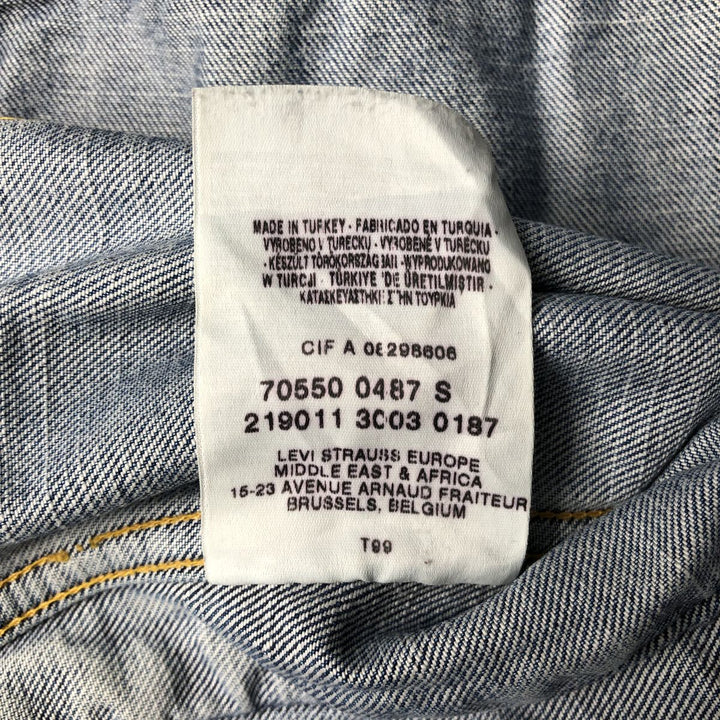 MADE IN TURKEY - FABRICADO EN TURQUIA -
VYROBENO V TURECKU - VYROBENÉ V TURECKU
- KÉSZÜLT TÖRÖKORSZÁGBAN - WYPRODUKOWANO
W TURCJI - TÜRKIYE 'DE ÜRETILMISTIR -
ΚΑΤΑΣΚΕΥΑΣΤΗΚΕ ΣΤΗΝ ΤΟΥΡΚΙΑ
CIF A 08298606
70550 0487 S
219011 3003 0187
LEVI STRAUSS EUROPE
MIDDLE EAST & AFRICA
15-23 AVENUE ARNAUD FRAITEUR
BRUSSELS, BELGIUM
T99